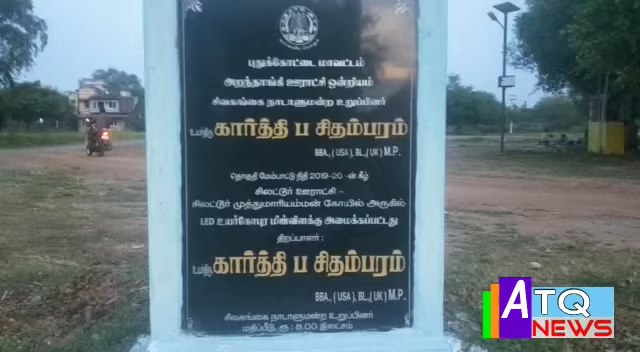 புதுக்கோட்டை மாவட்டம்
அறந்தாங்கி ஊராட்சி ஒன்றியம்
சிவகங்கை நாடாளுமன்ற உறுப்பினர்
உயர்திரு கார்த்தி ப சிதம்பரம்
BBA., ( USA ), BL.,( UK ) M.P.
தொகுதி மேம்பாட்டு நிதி 2019-20 -ன் கீழ்
சிலட்டூர் ஊராட்சி –
சிலட்டூர் முத்துமாரியம்மன் கோயில் அருகில்
LED உயர்கோபுர மின்விளக்கு அமைக்கப்பட்டது
திறப்பாளர் :
உயர்திரு கார்த்தி ப சிதம்பரம்
BBA., ( USA ), BL.,( UK ) M.P.
சிவகங்கை நாடாளுமன்ற உறுப்பினர்
மதிப்பீடு, ரூ : 8.00 இலட்சம்
ATQ
NEWS